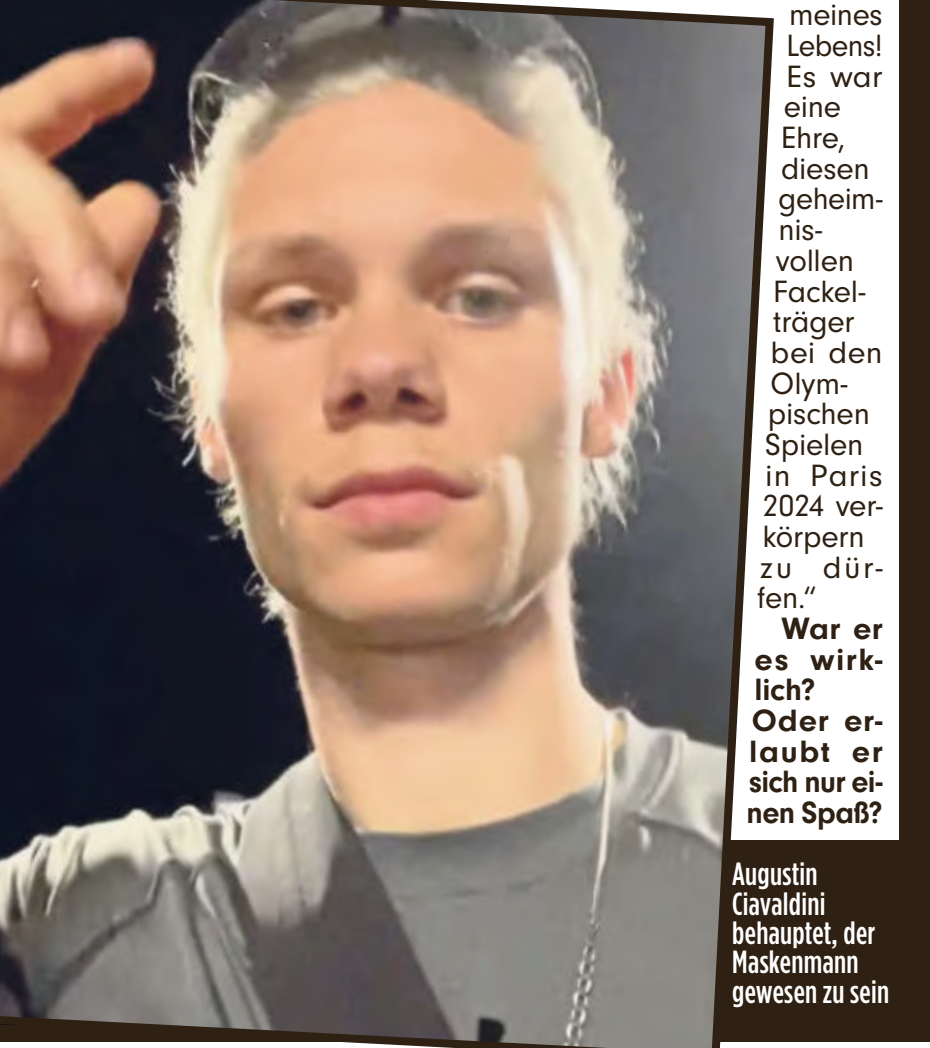 meines
Lebens!
Es war
eine
Ehre,
diesen
geheim-
nis-
vollen
Fackel-
träger
bei den
Olym-
pischen
Spielen
in Paris
2024 ver-
körpern
zu dür-
fen.“
War er
es wirk-
lich?
Oder er-
laubt er
sich nur ei-
nen Spaß?
Augustin
Ciavaldini
behauptet, der
Maskenmann
gewesen zu sein